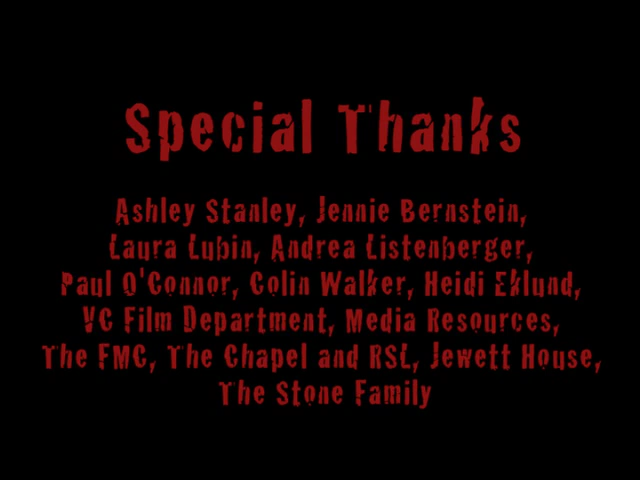 Special Thanks
Ashley Stanley, Jennie Bernstein,
Laura Lubin, Andrea Listenberger,
Paul O'Connor, Colin Walker, Heidi Eklund,
VC Film Department, Media Resources,
The FMC, The Chapel and RSL, Jewett House,
The Stone Family